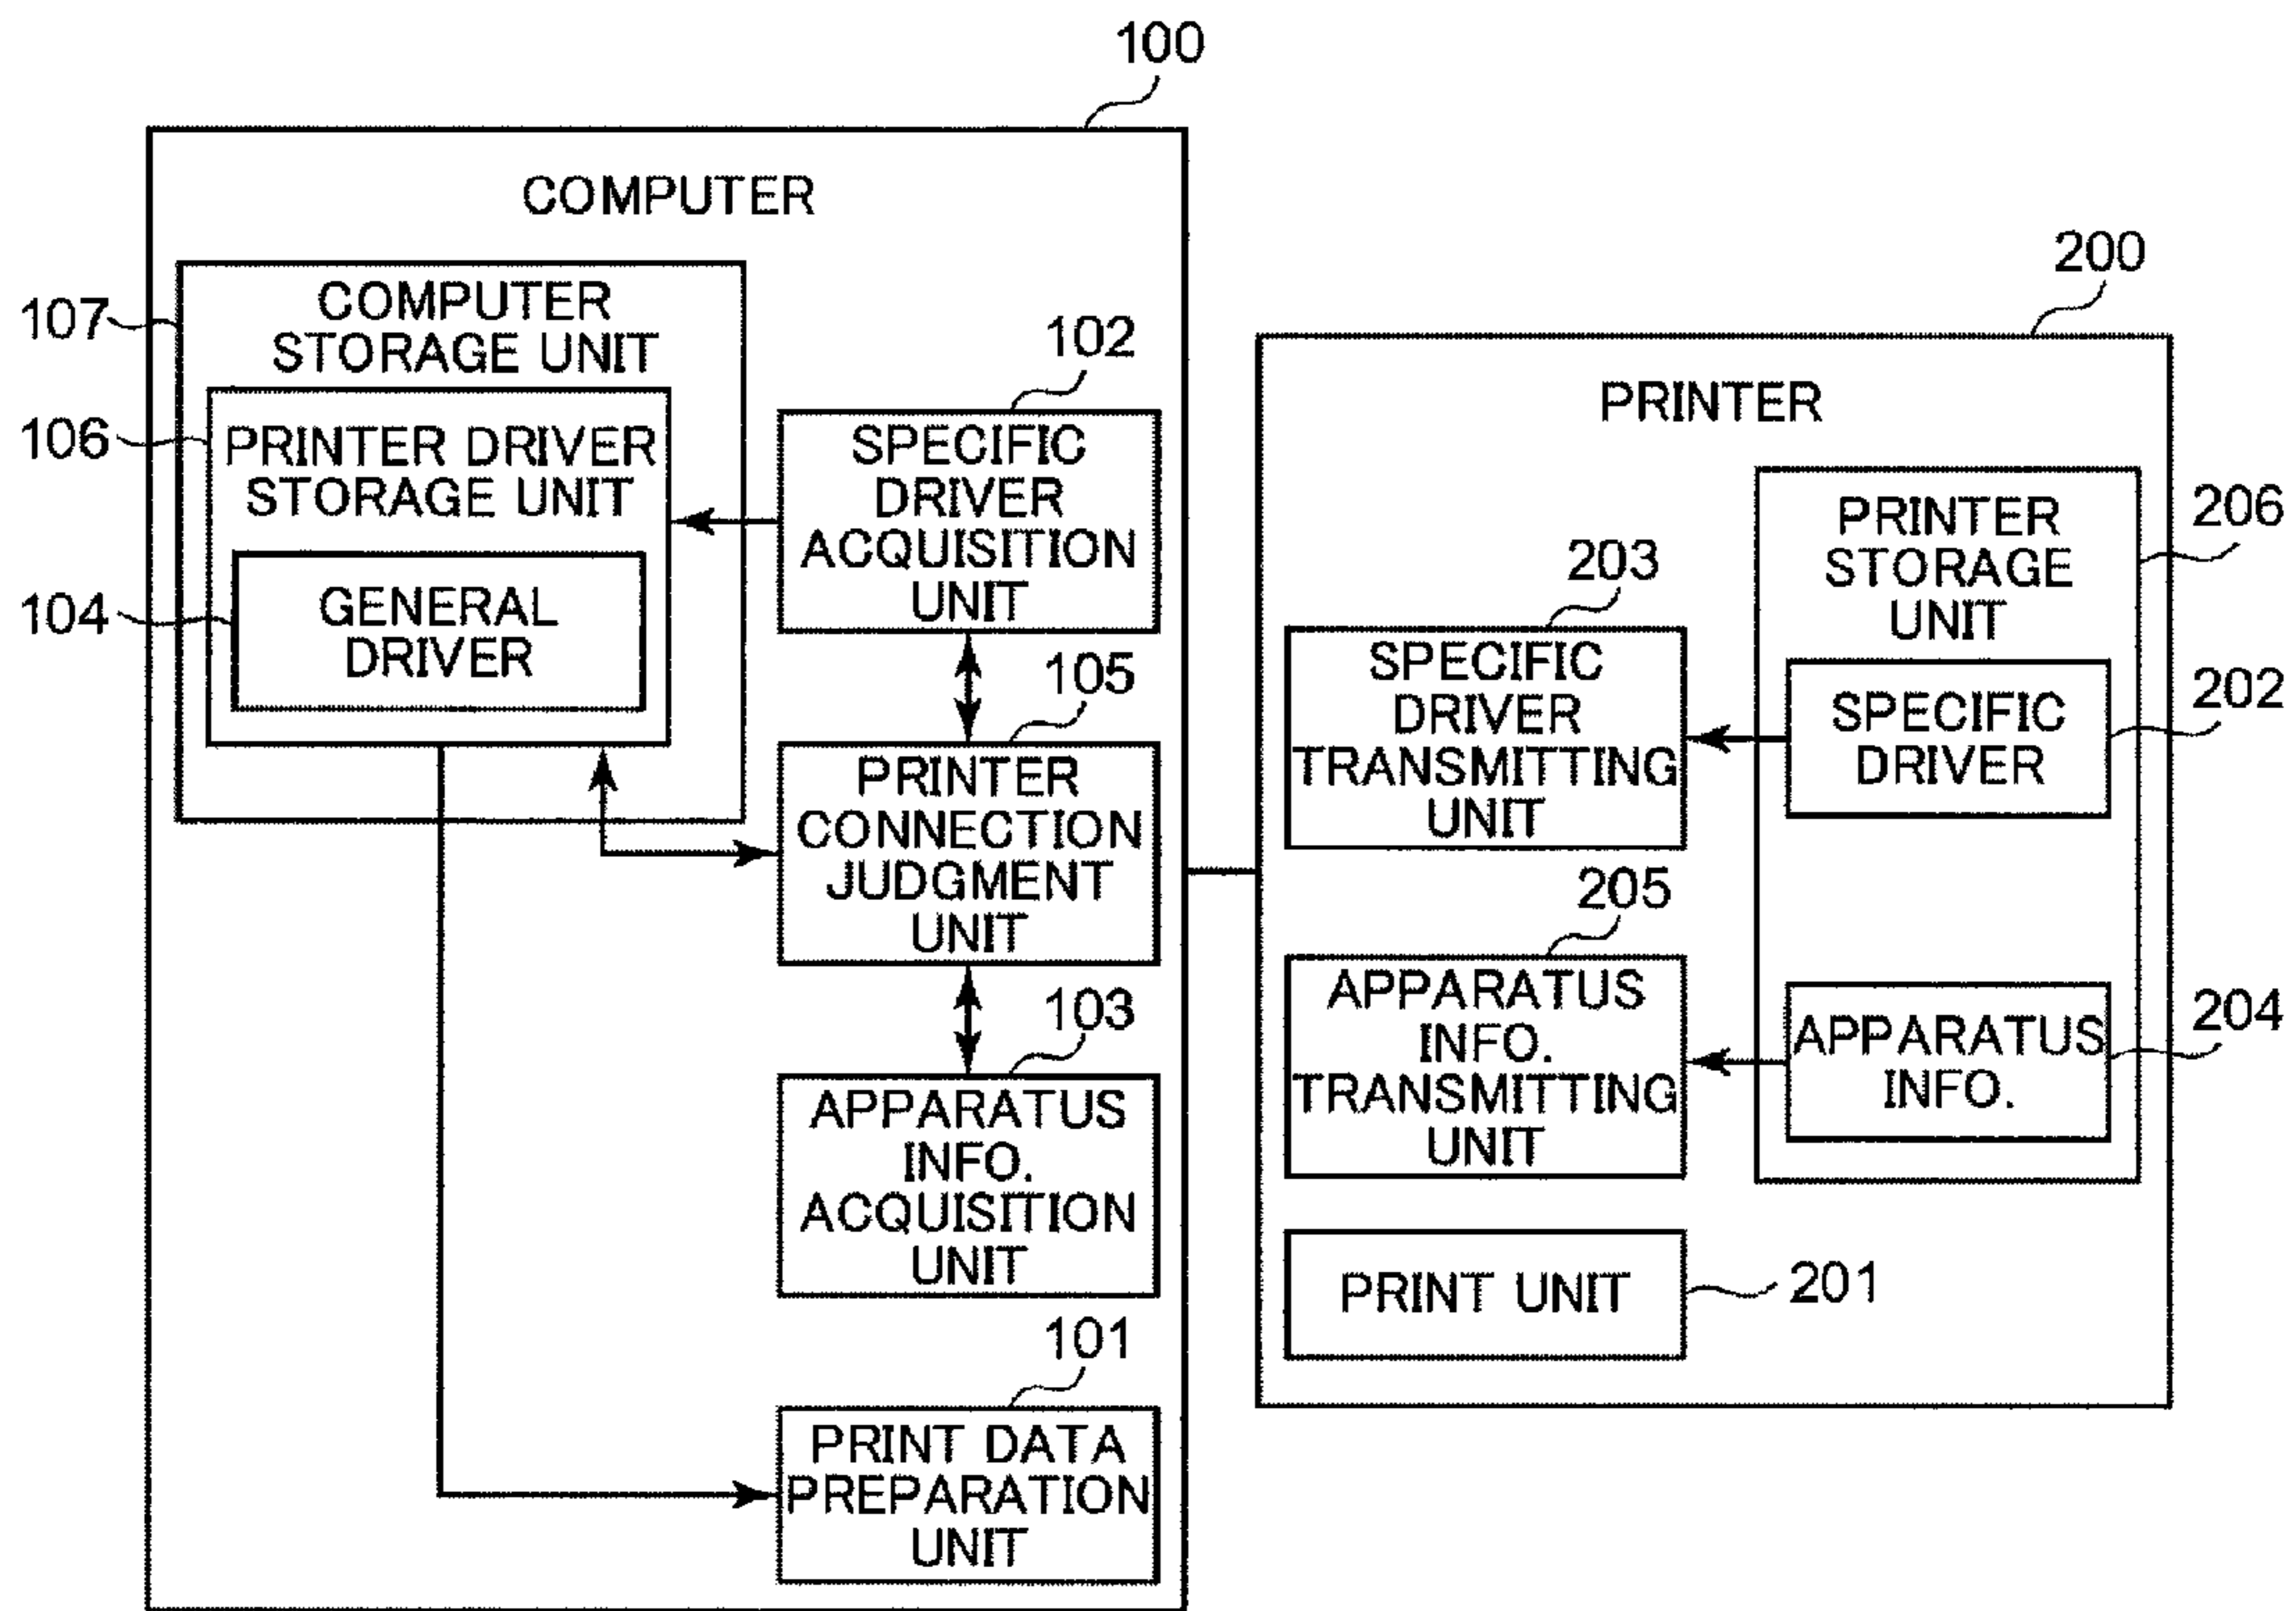 100
COMPUTER
107
COMPUTER
STORAGE UNIT
106
PRINTER DRIVER
STORAGE UNIT
104
GENERAL
DRIVER
102
SPECIFIC
DRIVER
ACQUISITION
UNIT
105
PRINTER
CONNECTION
JUDGMENT
UNIT
103
APPARATUS
INFO.
ACQUISITION
UNIT
101
PRINT DATA
PREPARATION
UNIT
200
PRINTER
203
SPECIFIC
DRIVER
TRANSMITTING
UNIT
205
APPARATUS
INFO.
TRANSMITTING
UNIT
PRINT UNIT
201
PRINTER
STORAGE
UNIT
206
SPECIFIC
DRIVER
202
APPARATUS
INFO.
204